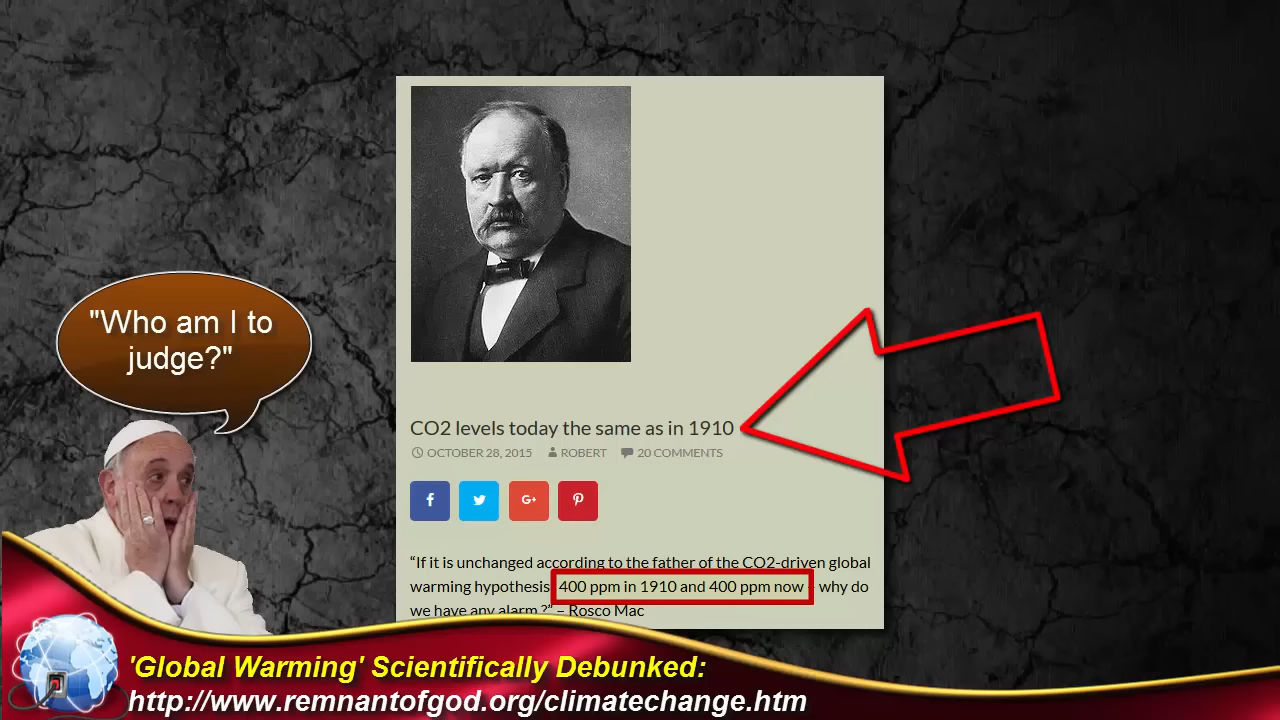 "Who am I to
judge?"
CO2 levels today the same as in 1910
OCTOBER 28, 2015 ROBERT 20 COMMENTS
f G+
“If it is unchanged according to the father of the CO2-driven global
warming hypothesis 400 ppm in 1910 and 400 ppm now – why do
we have any alarm ?” – Rosco Mac
'Global Warming' Scientifically Debunked:
http://www.remnantofgod.org/climatechange.htm